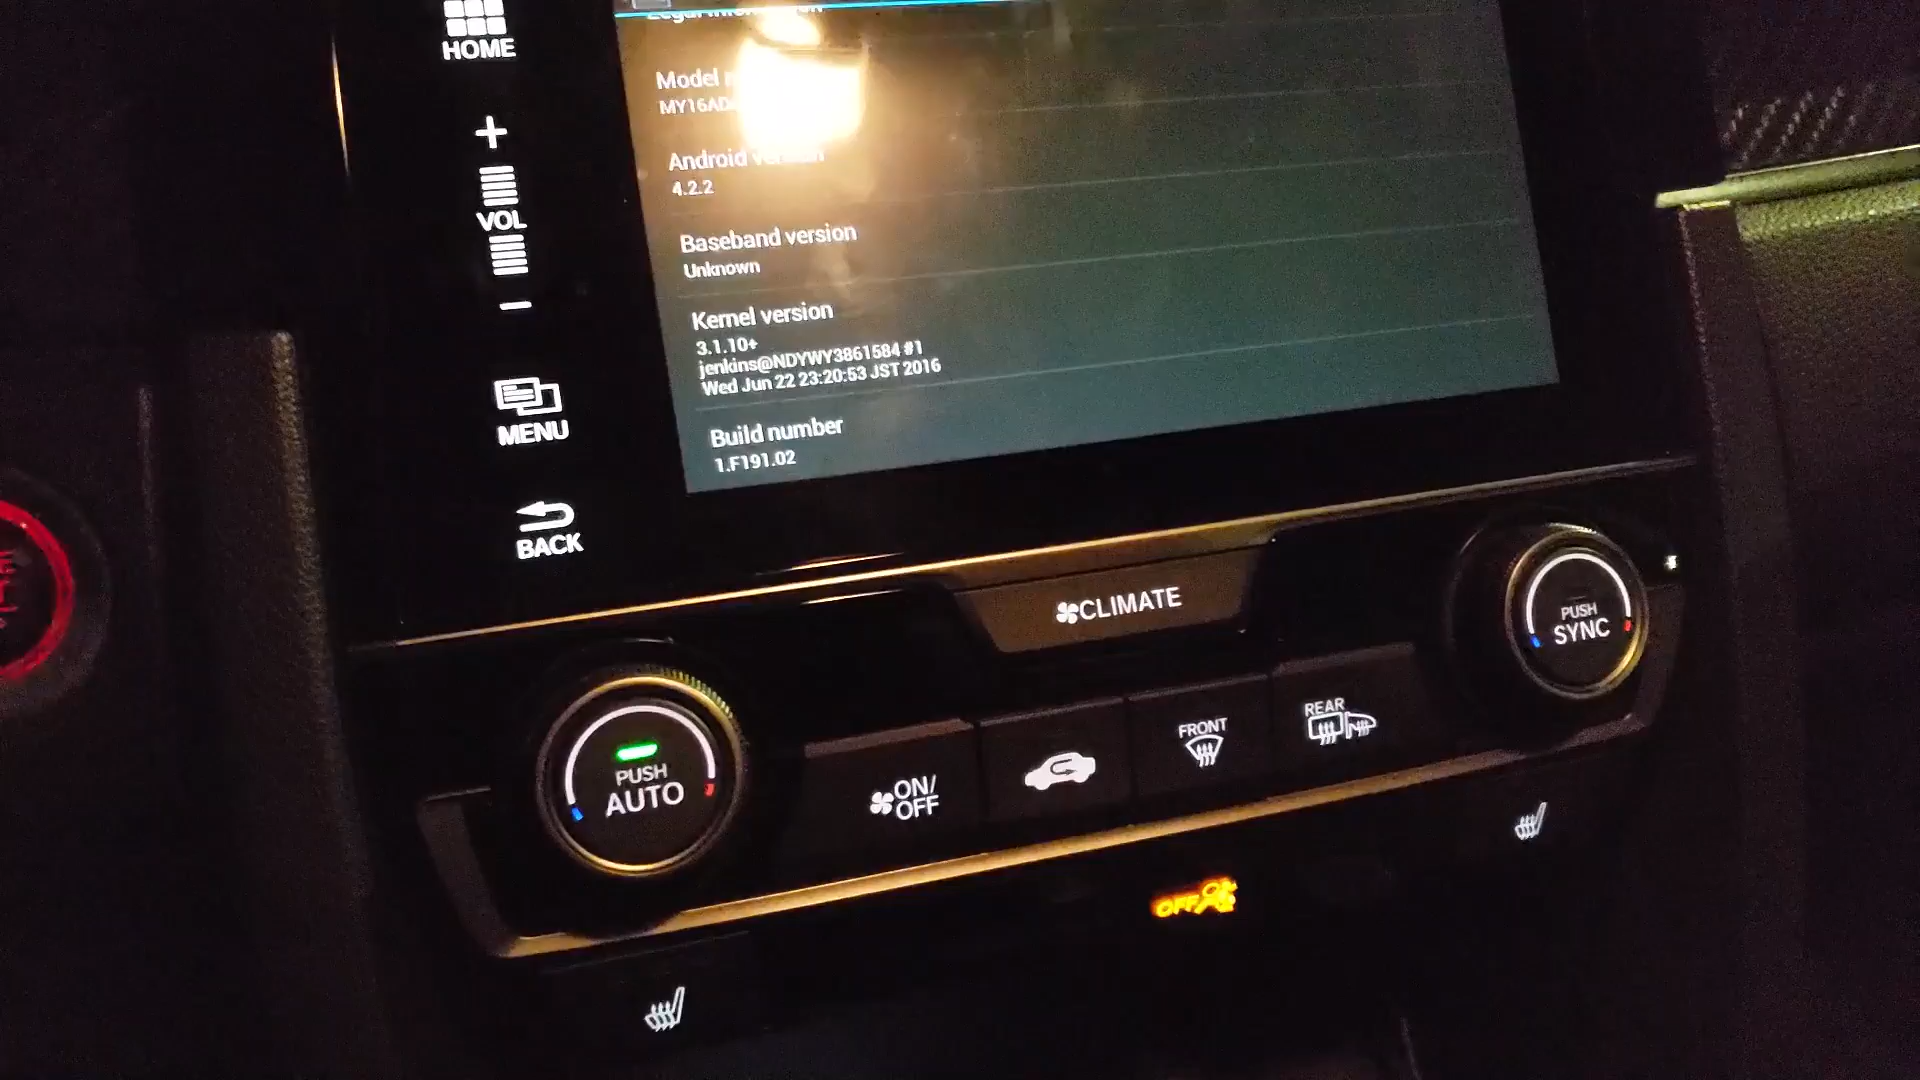 HOME
VOL
MENU
BACK
Model
Android version
4.2.2
Baseband version
Unknown
Kernel version
3.1.10+
jenkins@NDYWY3861584 #1
Wed Jun 22 23:20:53 JST 2016
Build number
1.F191.02
CLIMATE
PUSH
SYNC
PUSH
AUTO
ON/
OFF
FRONT
REAR
OFF